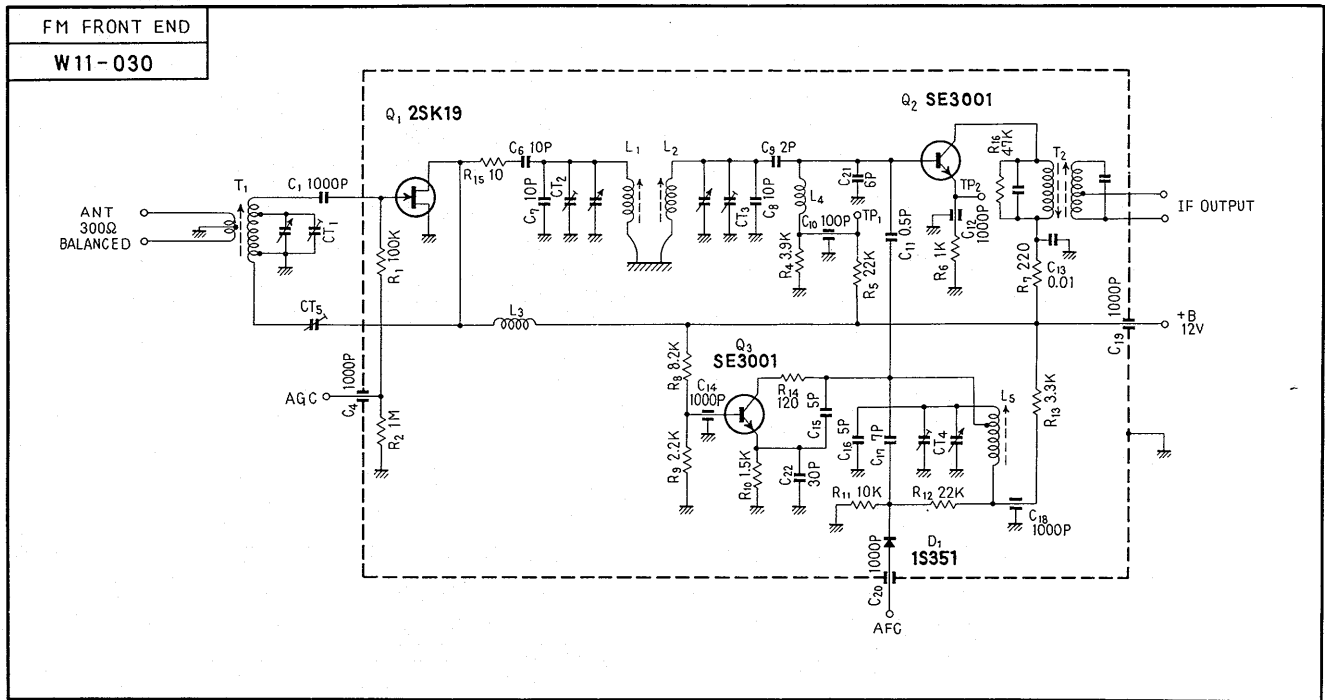 FM FRONT END
W11-030
Q1 2SK19
Q2 SE3001
R16 47K
T2
C6 10P
L1
L2
C9 2P
R15 10
C7 10P
CT2
CT3
C8 10P
L4
C21 6P
TP2
C12 1000P
T1
C1 1000P
ANT
300Ω
BALANCED
CT1
IF OUTPUT
C10 100P
TP1
R1 100K
R4 3.9K
R5 22K
C11 0.5P
R6 1K
R7 220
C13
0.01
CT5
L3
C19 1000P
+B
12V
Q3
SE3001
R8 8.2K
C14
1000P
R14
120
C15 5P
AGC
C4 1000P
R2 1M
R9 2.2K
R10 1.5K
C22
30P
C16 5P
C17 7P
CT4
L5
R13 3.3K
R11 10K
R12 22K
C18
1000P
D1
1S351
C20 1000P
AFC